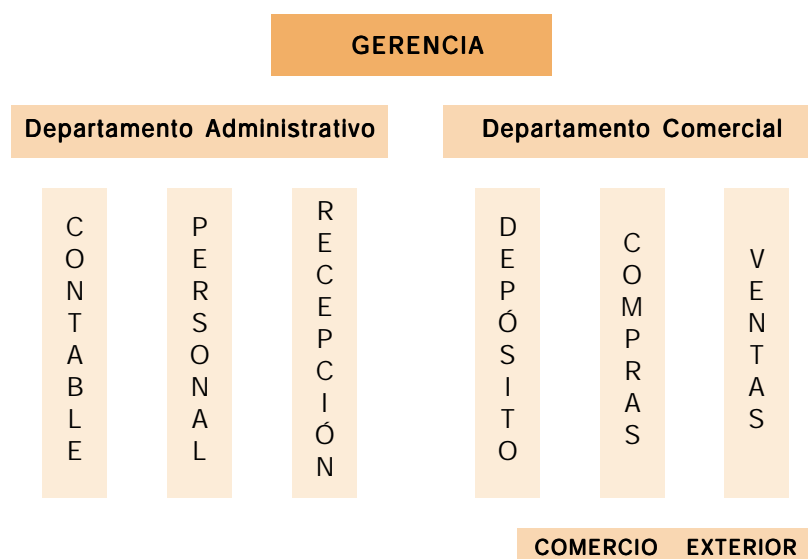 GERENCIA
Departamento Administrativo
Departamento Comercial
CONTABLE
PERSONAL
RECEPCIÓN
DEPÓSITO
COMPRAS
VENTAS
COMERCIO EXTERIOR